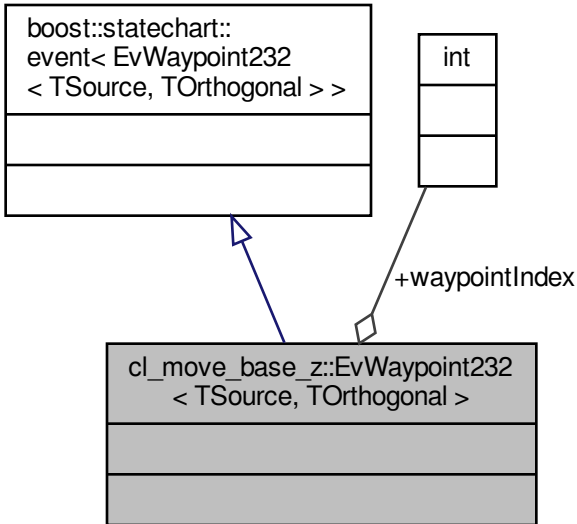 boost::statechart::
event< EvWaypoint232
< TSource, TOrthogonal > >
int
+waypointIndex
cl_move_base_z::EvWaypoint232
< TSource, TOrthogonal >